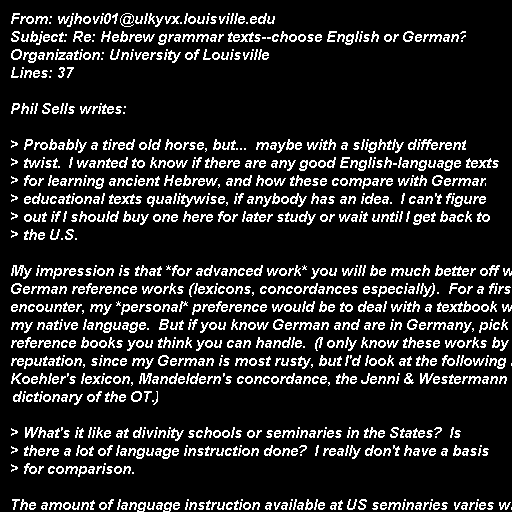 From: wjhovi01@ulkyvx.louisville.edu
Subject: Re: Hebrew grammar texts--choose English or German?
Organization: University of Louisville
Lines: 37
Phil Sells writes:
> Probably a tired old horse, but...  maybe with a slightly different
> twist.  I wanted to know if there are any good English-language texts
> for learning ancient Hebrew, and how these compare with German
> educational texts qualitywise, if anybody has an idea.  I can't figure
> out if I should buy one here for later study or wait until I get back to
> the U.S.
My impression is that *for advanced work* you will be much better off w
German reference works (lexicons, concordances especially).  For a firs
encounter, my *personal* preference would be to deal with a textbook w
my native language.  But if you know German and are in Germany, pick
reference books you think you can handle.  (I only know these works by
reputation, since my German is most rusty, but I'd look at the following
Koehler's lexicon, Mandeldern's concordance, the Jenni & Westermann
dictionary of the OT.)
> What's it like at divinity schools or seminaries in the States?  Is
> there a lot of language instruction done?  I really don't have a basis
> for comparison.
The amount of language instruction available at US seminaries varies w